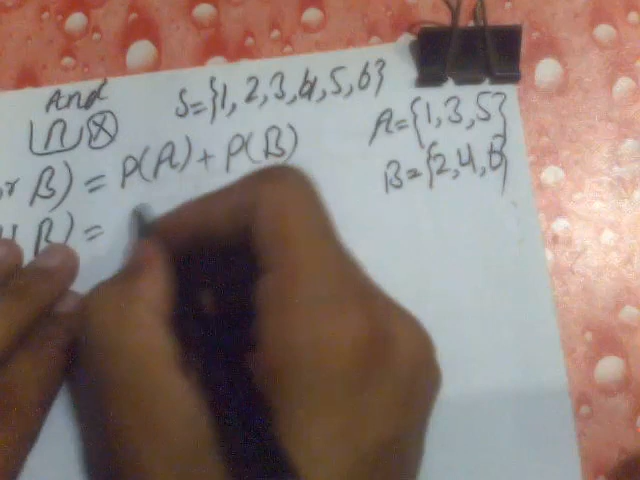 And
S={1, 2, 3, 4, 5, 6}
∩ ×
A={1, 3, 5}
r B) = P(A) + P(B)
B={2, 4, 6}
B) =